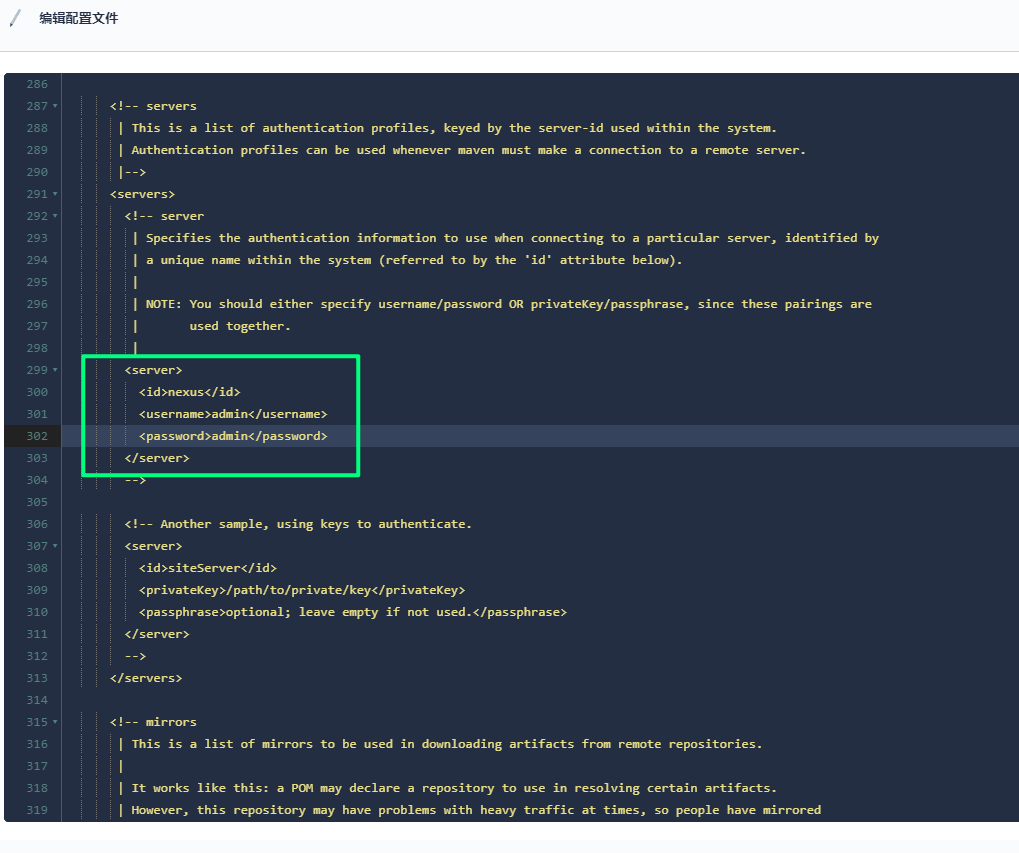 编辑配置文件
286
287 <!-- servers
288 | This is a list of authentication profiles, keyed by the server-id used within the system.
289 | Authentication profiles can be used whenever maven must make a connection to a remote server.
290 |-->
291 <servers>
292 <!-- server
293 | Specifies the authentication information to use when connecting to a particular server, identified by
294 | a unique name within the system (referred to by the 'id' attribute below).
295 |
296 | NOTE: You should either specify username/password OR privateKey/passphrase, since these pairings are
297 | used together.
298 |
299 <server>
300 <id>nexus</id>
301 <username>admin</username>
302 <password>admin</password>
303 </server>
304 -->
305
306 <!-- Another sample, using keys to authenticate.
307 <server>
308 <id>siteServer</id>
309 <privateKey>/path/to/private/key</privateKey>
310 <passphrase>optional; leave empty if not used.</passphrase>
311 </server>
312 -->
313 </servers>
314
315 <!-- mirrors
316 | This is a list of mirrors to be used in downloading artifacts from remote repositories.
317 |
318 | It works like this: a POM may declare a repository to use in resolving certain artifacts.
319 | However, this repository may have problems with heavy traffic at times, so people have mirrored